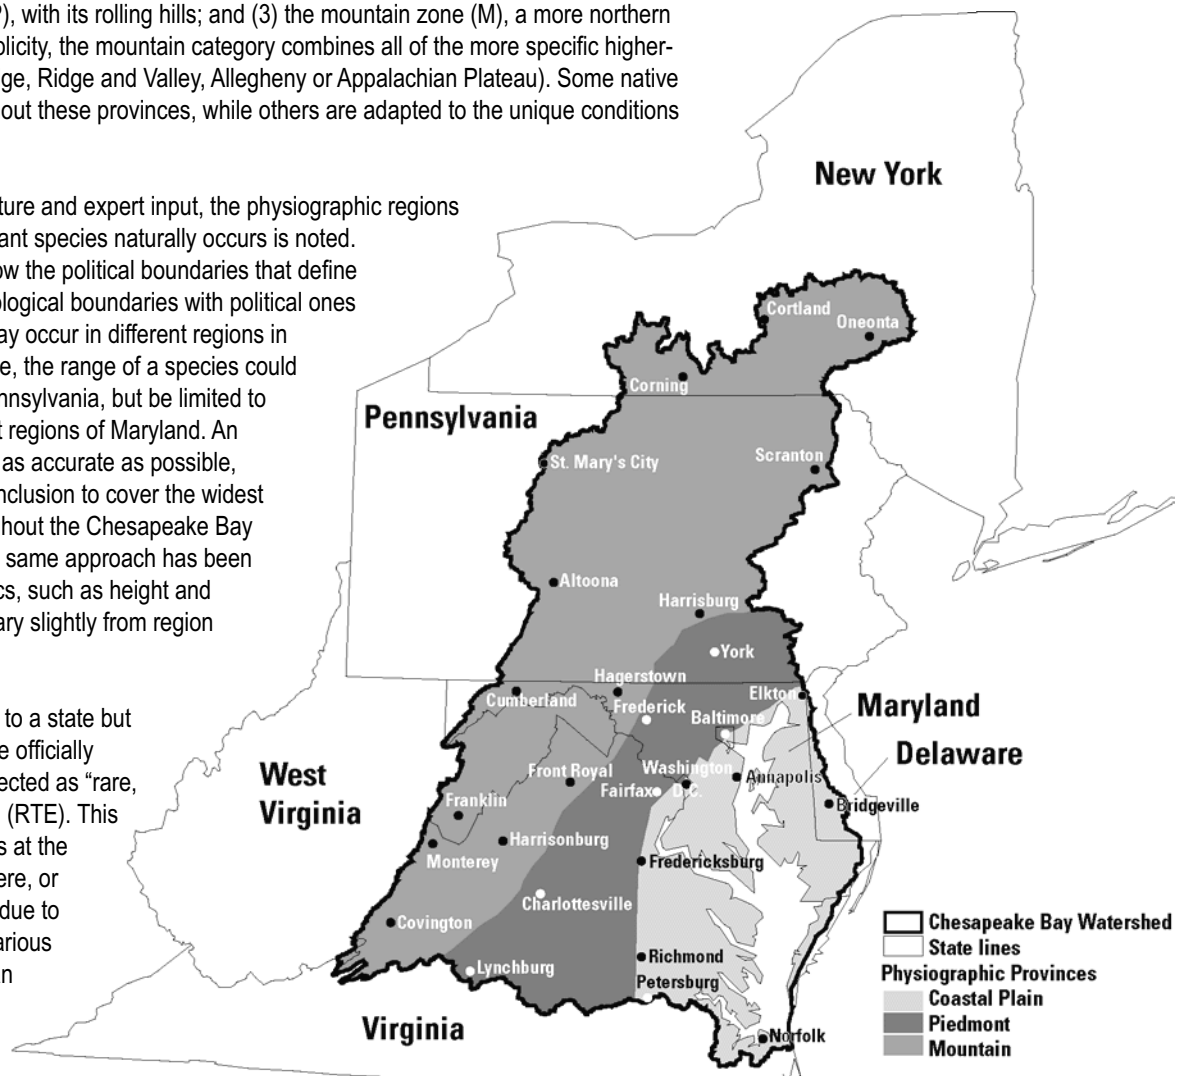 ), with its rolling hills; and (3) the mountain zone (M), a more northern
plicity, the mountain category combines all of the more specific higher-
ge, Ridge and Valley, Allegheny or Appalachian Plateau). Some native
out these provinces, while others are adapted to the unique conditions
ture and expert input, the physiographic regions
ant species naturally occurs is noted.
ow the political boundaries that define
ological boundaries with political ones
ay occur in different regions in
e, the range of a species could
nnsylvania, but be limited to
t regions of Maryland. An
as accurate as possible,
nclusion to cover the widest
hout the Chesapeake Bay
same approach has been
cs, such as height and
ary slightly from region
to a state but
e officially
ected as “rare,
(RTE). This
s at the
ere, or
due to
arious
an
New York
Cortland
Oneonta
Corning
Pennsylvania
St. Mary's City
Scranton
Altoona
Harrisburg
York
Hagerstown
Cumberland
Frederick
Elkton
Baltimore
Maryland
Delaware
West
Virginia
Front Royal
Washington
D.C.
Fairfax
Annapolis
Franklin
Bridgeville
Harrisonburg
Monterey
Fredericksburg
Charlottesville
Covington
Richmond
Lynchburg
Petersburg
Virginia
Norfolk
Chesapeake Bay Watershed
State lines
Physiographic Provinces
Coastal Plain
Piedmont
Mountain